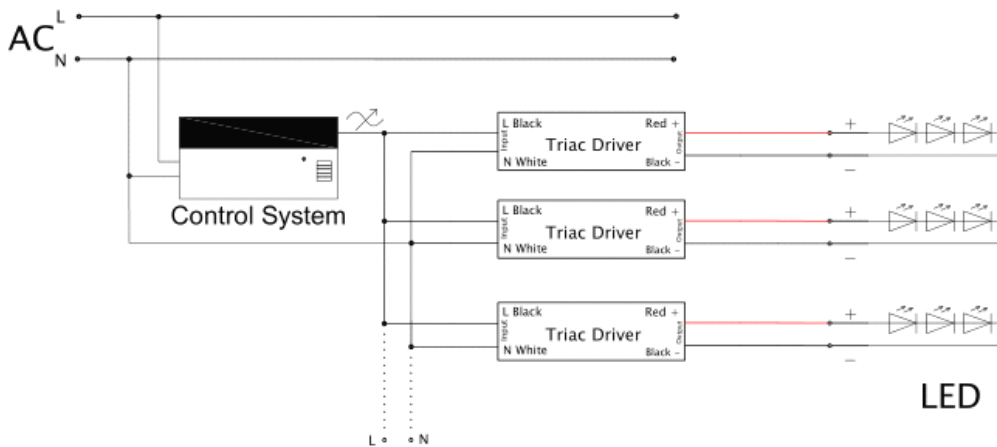 AC
L
N
Control System
L Black
Red +
Input
Triac Driver
Output
N White
Black -
+
−
L Black
Red +
Input
Triac Driver
Output
N White
Black -
+
−
L Black
Red +
Input
Triac Driver
Output
N White
Black -
+
−
LED
L
N